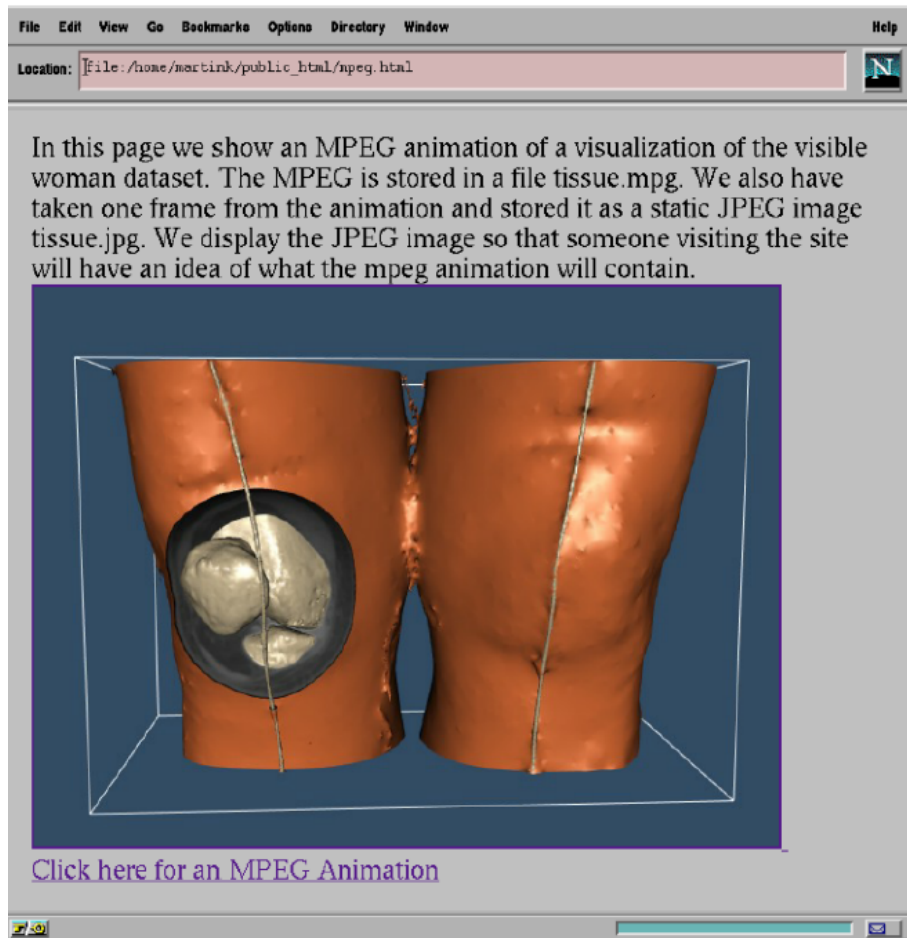 File Edit View Go Bookmarks Options Directory Window Help
Location: file:/home/martink/public_html/mpeg.html
N
In this page we show an MPEG animation of a visualization of the visible
woman dataset. The MPEG is stored in a file tissue.mpg. We also have
taken one frame from the animation and stored it as a static JPEG image
tissue.jpg. We display the JPEG image so that someone visiting the site
will have an idea of what the mpeg animation will contain.
Click here for an MPEG Animation